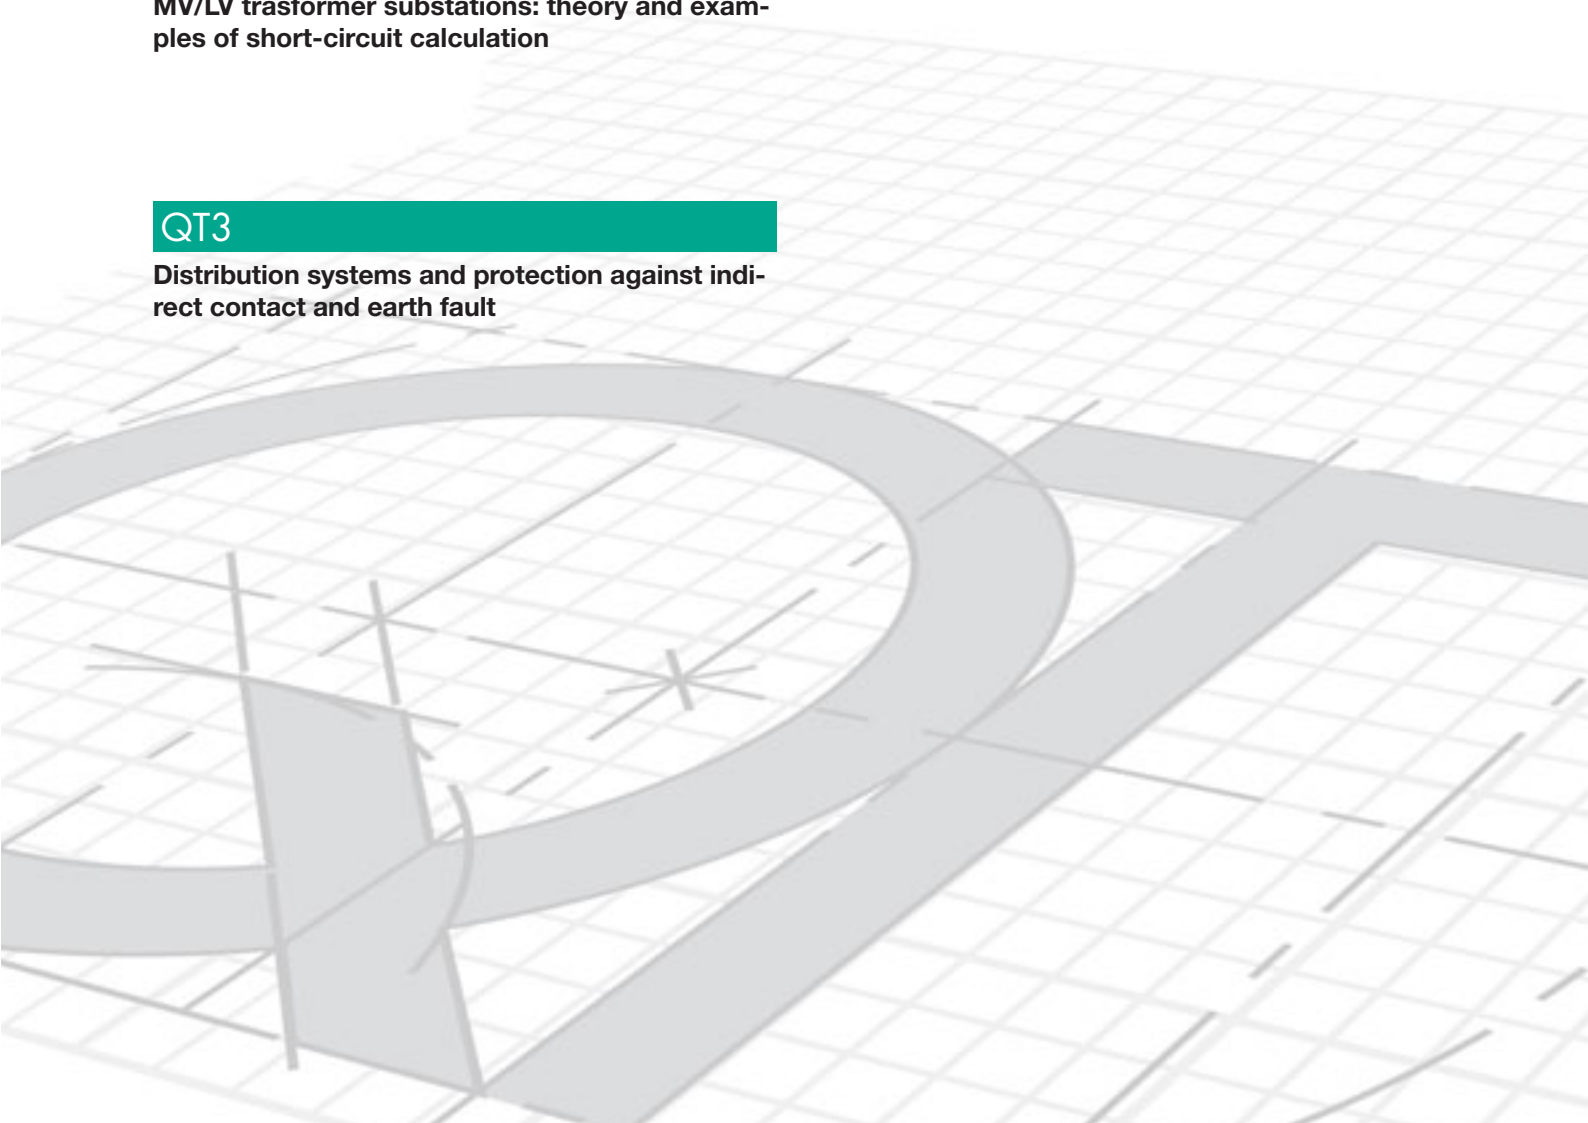 MV/LV trasformer substations: theory and exam-
ples of short-circuit calculation
QT3
Distribution systems and protection against indi-
rect contact and earth fault